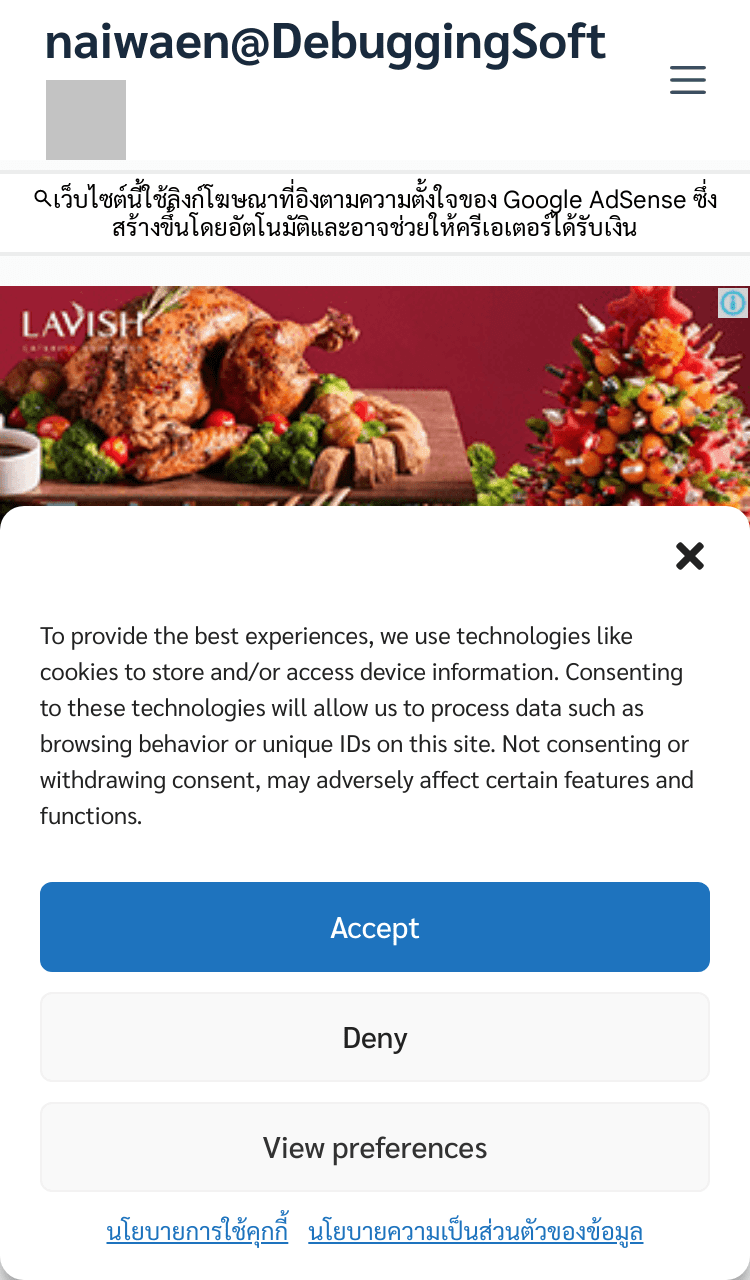 naiwaen@DebuggingSoft
เว็บไซต์นี้ใช้ลิงก์โฆษณาที่อิงตามความตั้งใจของ Google AdSense ซึ่ง
สร้างขึ้นโดยอัตโนมัติและอาจช่วยให้ครีเอเตอร์ได้รับเงิน
LAVISH
To provide the best experiences, we use technologies like
cookies to store and/or access device information. Consenting
to these technologies will allow us to process data such as
browsing behavior or unique IDs on this site. Not consenting or
withdrawing consent, may adversely affect certain features and
functions.
Accept
Deny
View preferences
นโยบายการใช้คุกกี้ นโยบายความเป็นส่วนตัวของข้อมูล